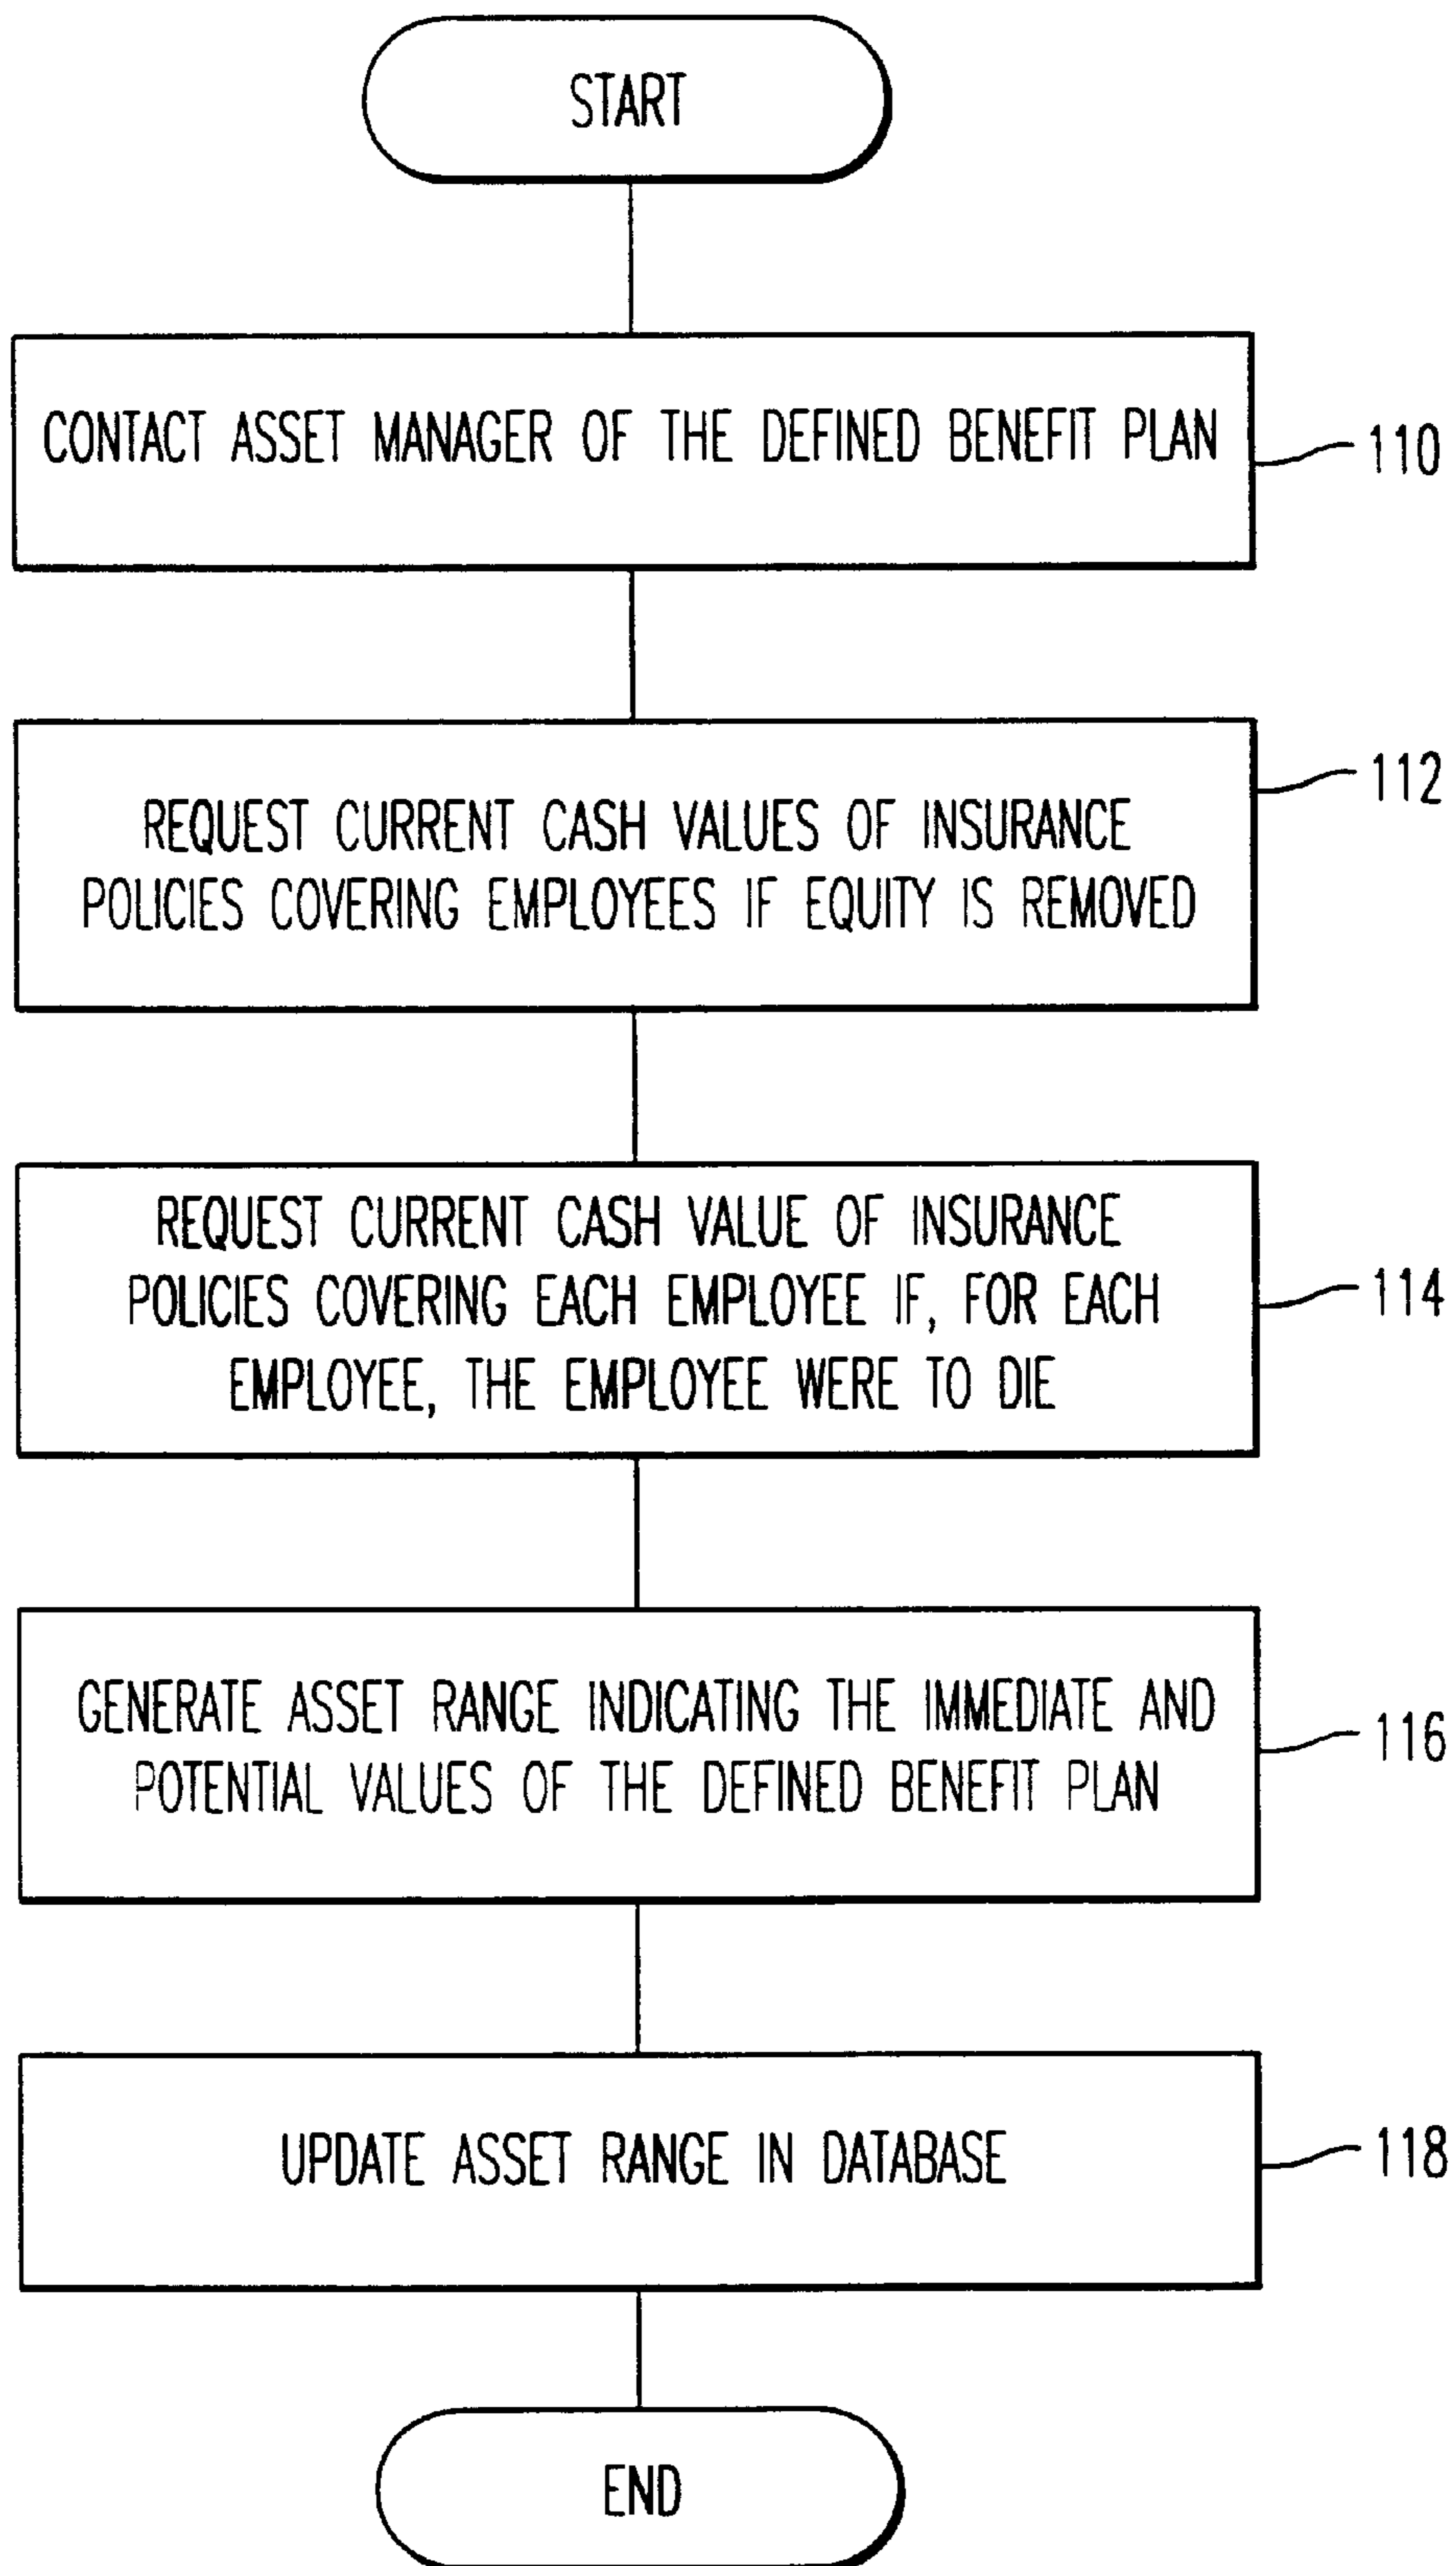 START
CONTACT ASSET MANAGER OF THE DEFINED BENEFIT PLAN
110
REQUEST CURRENT CASH VALUES OF INSURANCE
POLICIES COVERING EMPLOYEES IF EQUITY IS REMOVED
112
REQUEST CURRENT CASH VALUE OF INSURANCE
POLICIES COVERING EACH EMPLOYEE IF, FOR EACH
EMPLOYEE, THE EMPLOYEE WERE TO DIE
114
GENERATE ASSET RANGE INDICATING THE IMMEDIATE AND
POTENTIAL VALUES OF THE DEFINED BENEFIT PLAN
116
UPDATE ASSET RANGE IN DATABASE
118
END